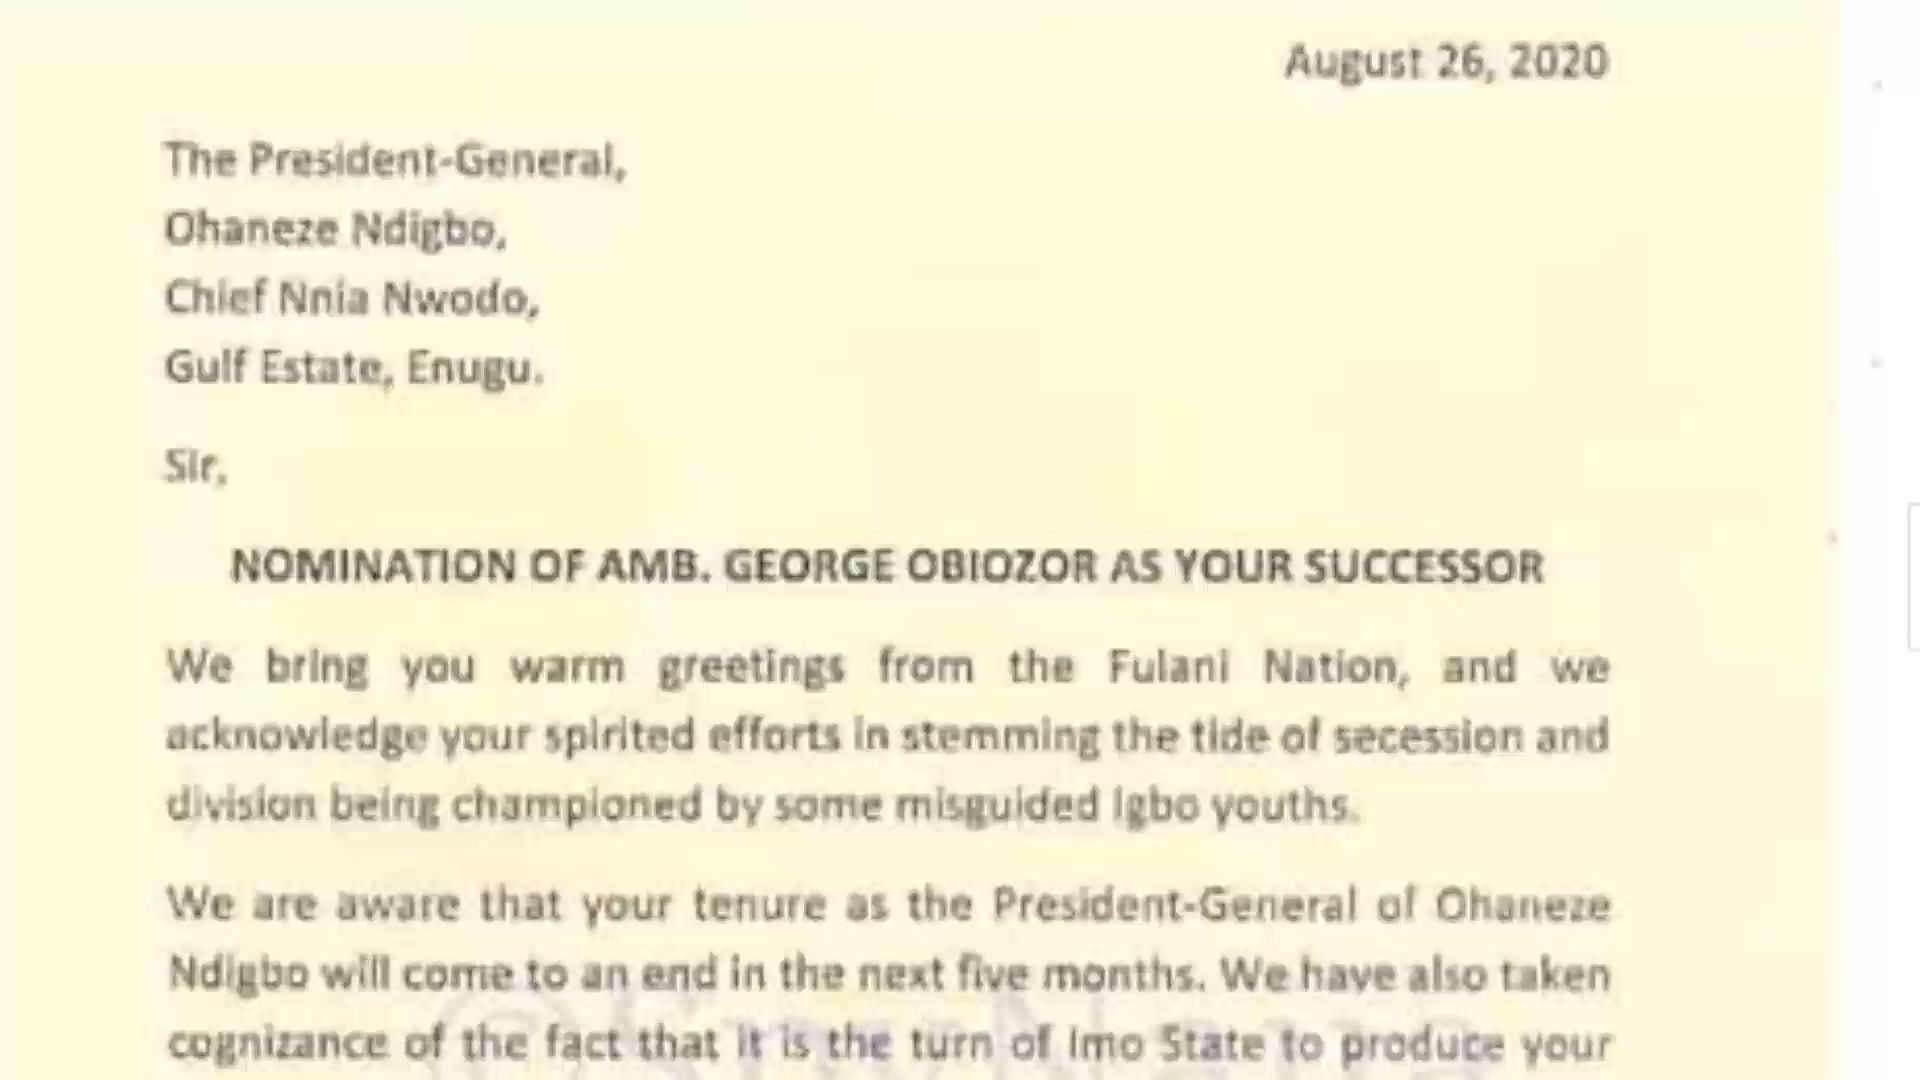 August 26, 2020
The President-General,
Ohaneze Ndigbo,
Chief Nnia Nwodo,
Gulf Estate, Enugu.
Sir,
NOMINATION OF AMB. GEORGE OBIOZOR AS YOUR SUCCESSOR
We bring you warm greetings from the Fulani Nation, and we
acknowledge your spirited efforts in stemming the tide of secession and
division being championed by some misguided Igbo youths.
We are aware that your tenure as the President-General of Ohaneze
Ndigbo will come to an end in the next five months. We have also taken
cognizance of the fact that it is the turn of Imo State to produce your